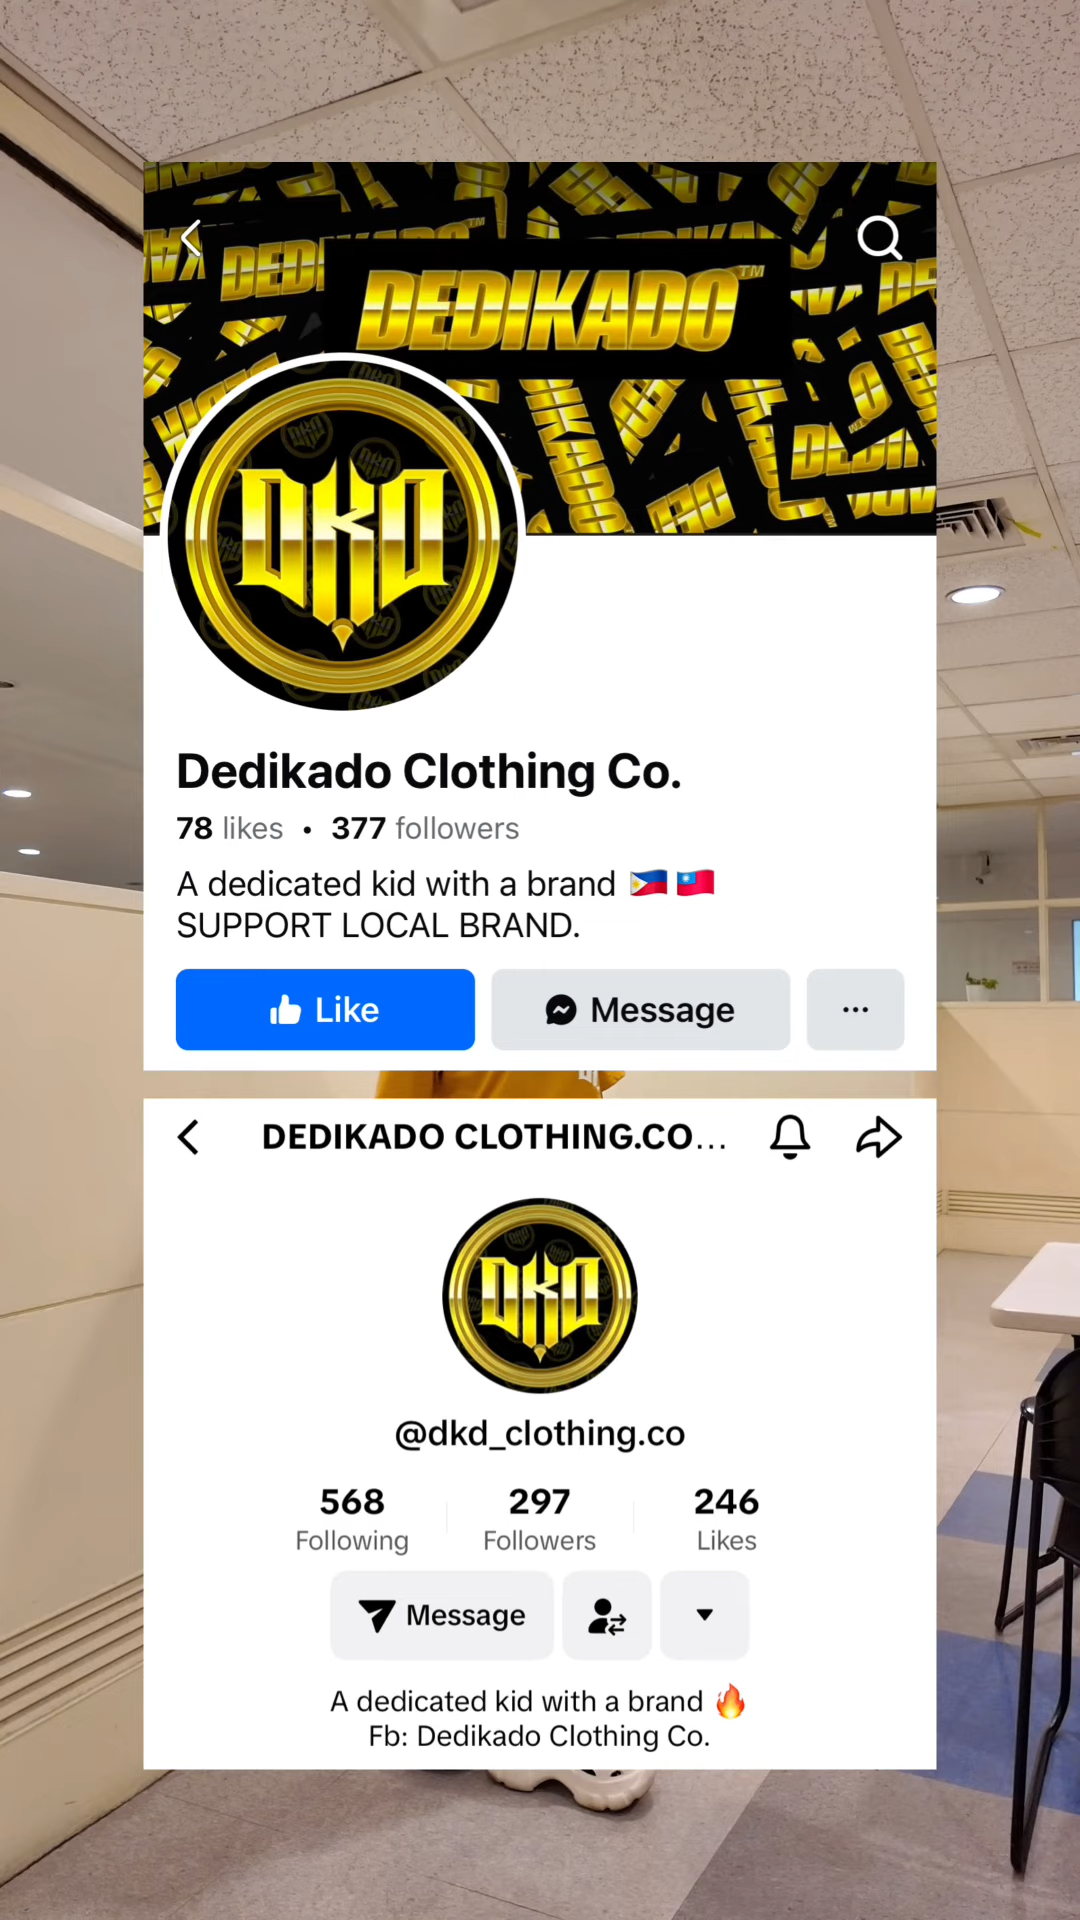 DEDIKADO™
DKD
Dedikado Clothing Co.
78 likes • 377 followers
A dedicated kid with a brand 🇵🇭 🇹🇼
SUPPORT LOCAL BRAND.
Like
Message
DEDIKADO CLOTHING.CO...
DKD
@dkd_clothing.co
568
297
246
Following
Followers
Likes
Message
A dedicated kid with a brand 🔥
Fb: Dedikado Clothing Co.